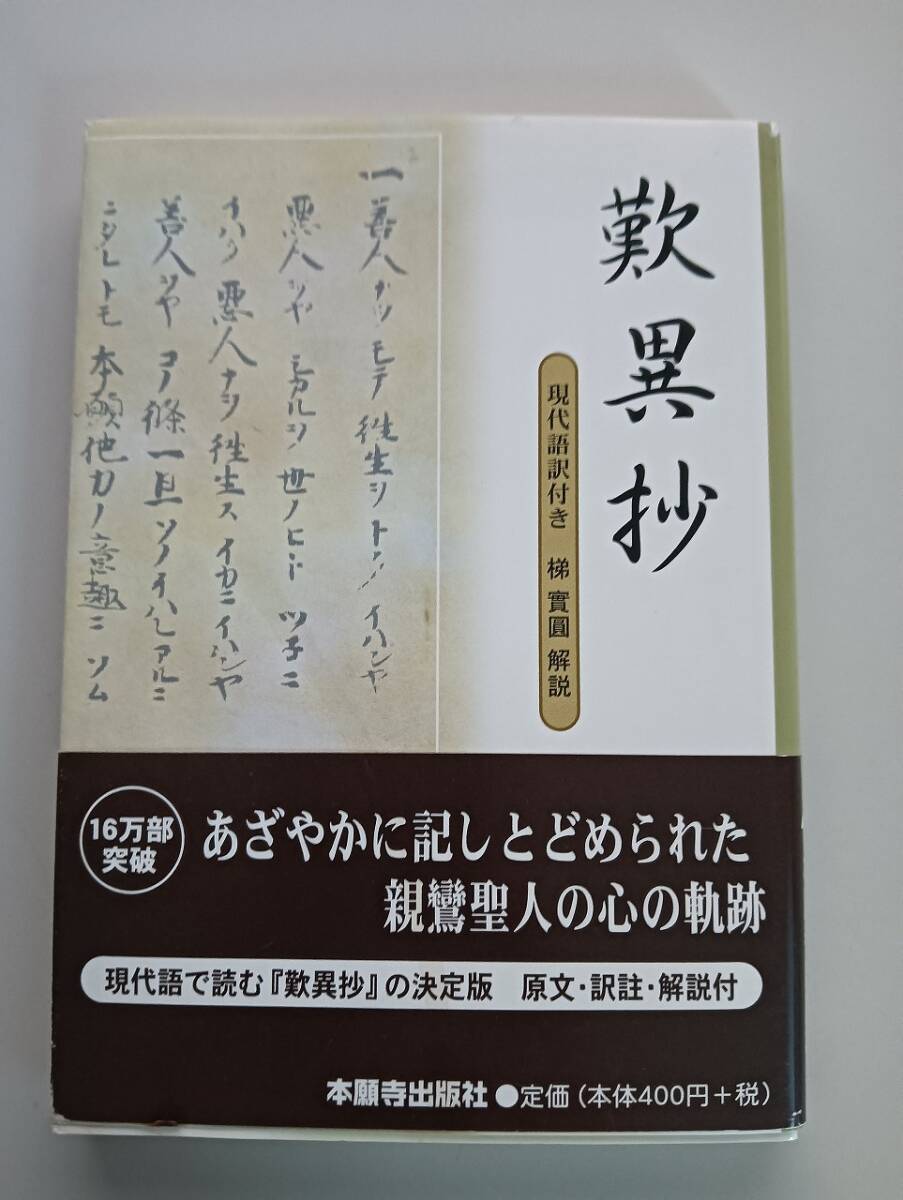 歎異抄
現代語訳付き　梯 實圓 解説
一 善人ナヲモテ往生ヲトク イハンヤ
悪人ヲヤ シカルヲ 世ノヒト ツネニ
イハク 悪人ナヲ往生ス イカニイハンヤ
善人ヲヤ コノ條一旦ソノイハレアルニ
ニタレトモ 本願他力ノ意趣ニ ソム
16万部
突破
あざやかに記しとどめられた
親鸞聖人の心の軌跡
現代語で読む『歎異抄』の決定版　原文・訳註・解説付
本願寺出版社 ●定価（本体400円＋税）